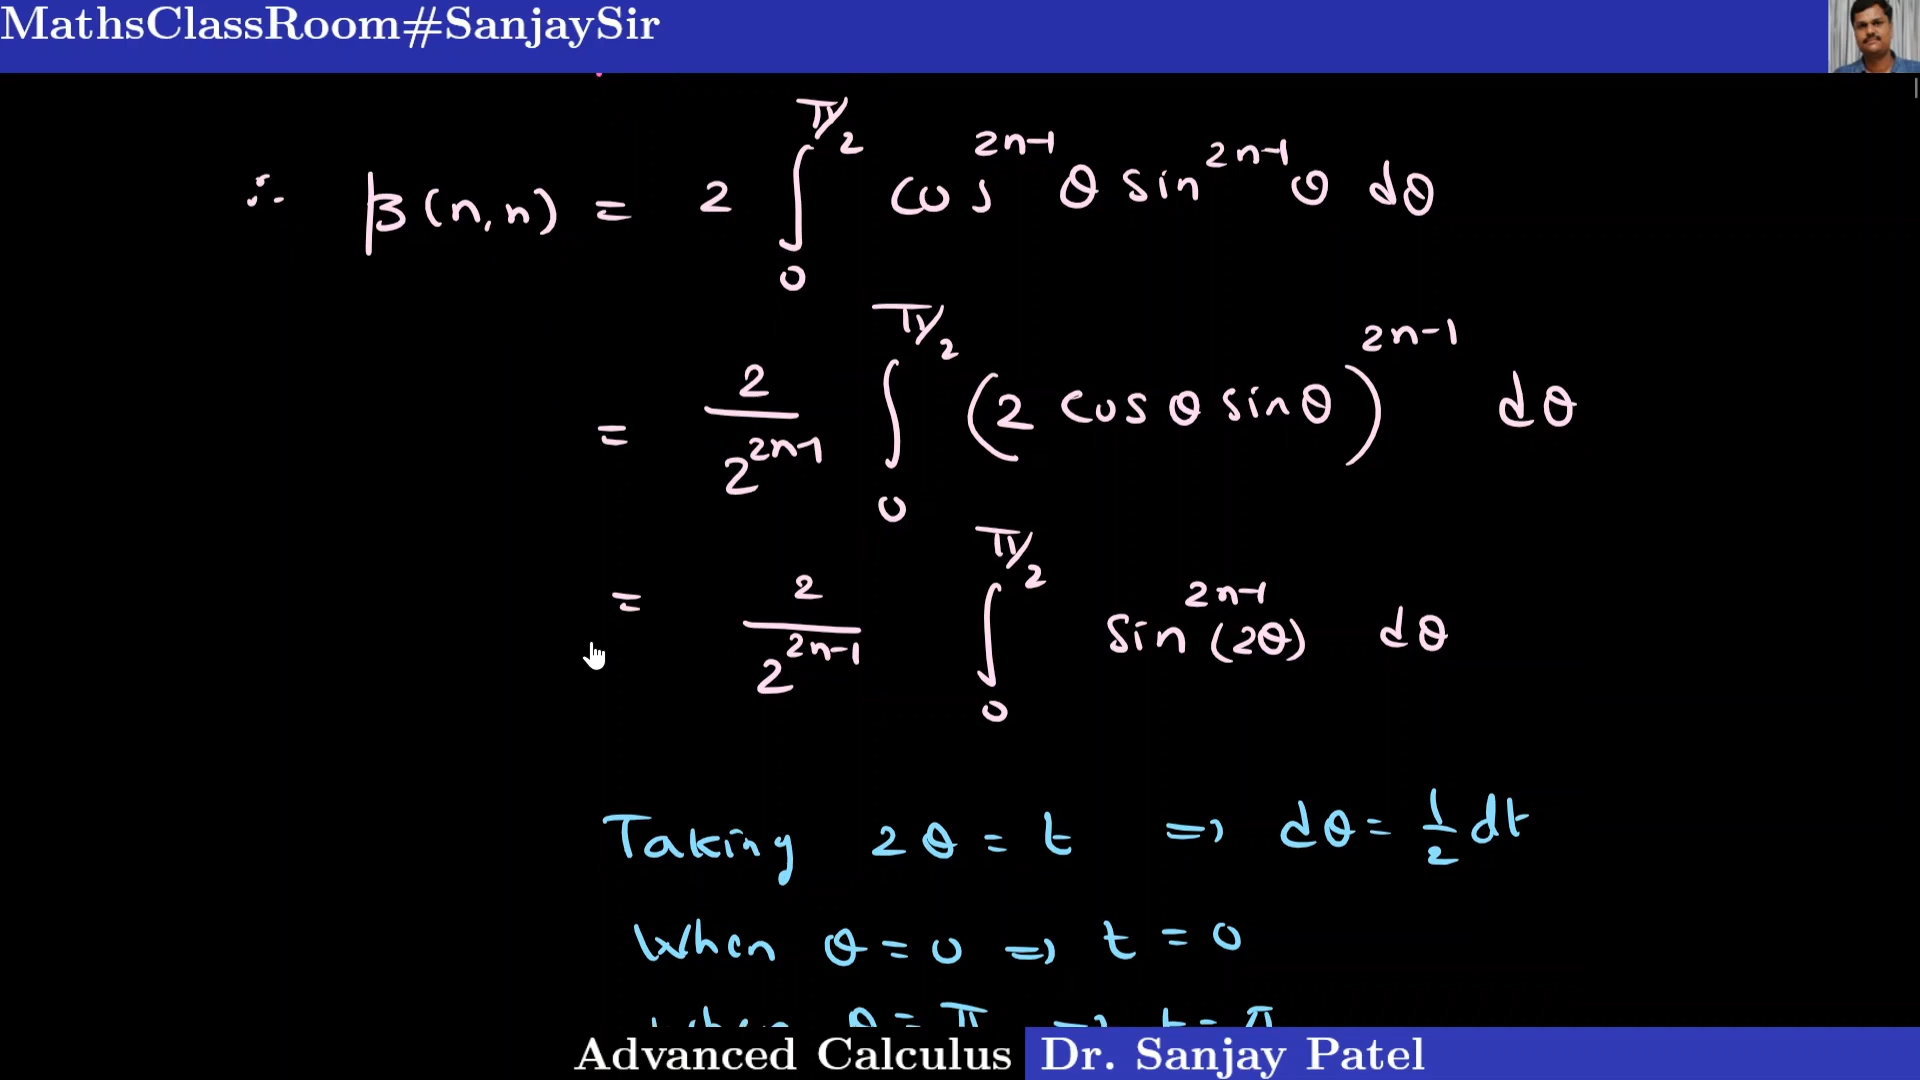 MathsClassRoom#SanjaySir
∴ β(n,n) = 2 ∫₀^{π/2} cos^{2n-1} θ sin^{2n-1} θ dθ
= 2/2^{2n-1} ∫₀^{π/2} (2 cos θ sin θ)^{2n-1} dθ
= 2/2^{2n-1} ∫₀^{π/2} sin^{2n-1} (2θ) dθ
Taking 2θ = t ⇒ dθ = 1/2 dt
When θ = 0 ⇒ t = 0
When θ = π ⇒ t = π
Advanced Calculus Dr. Sanjay Patel